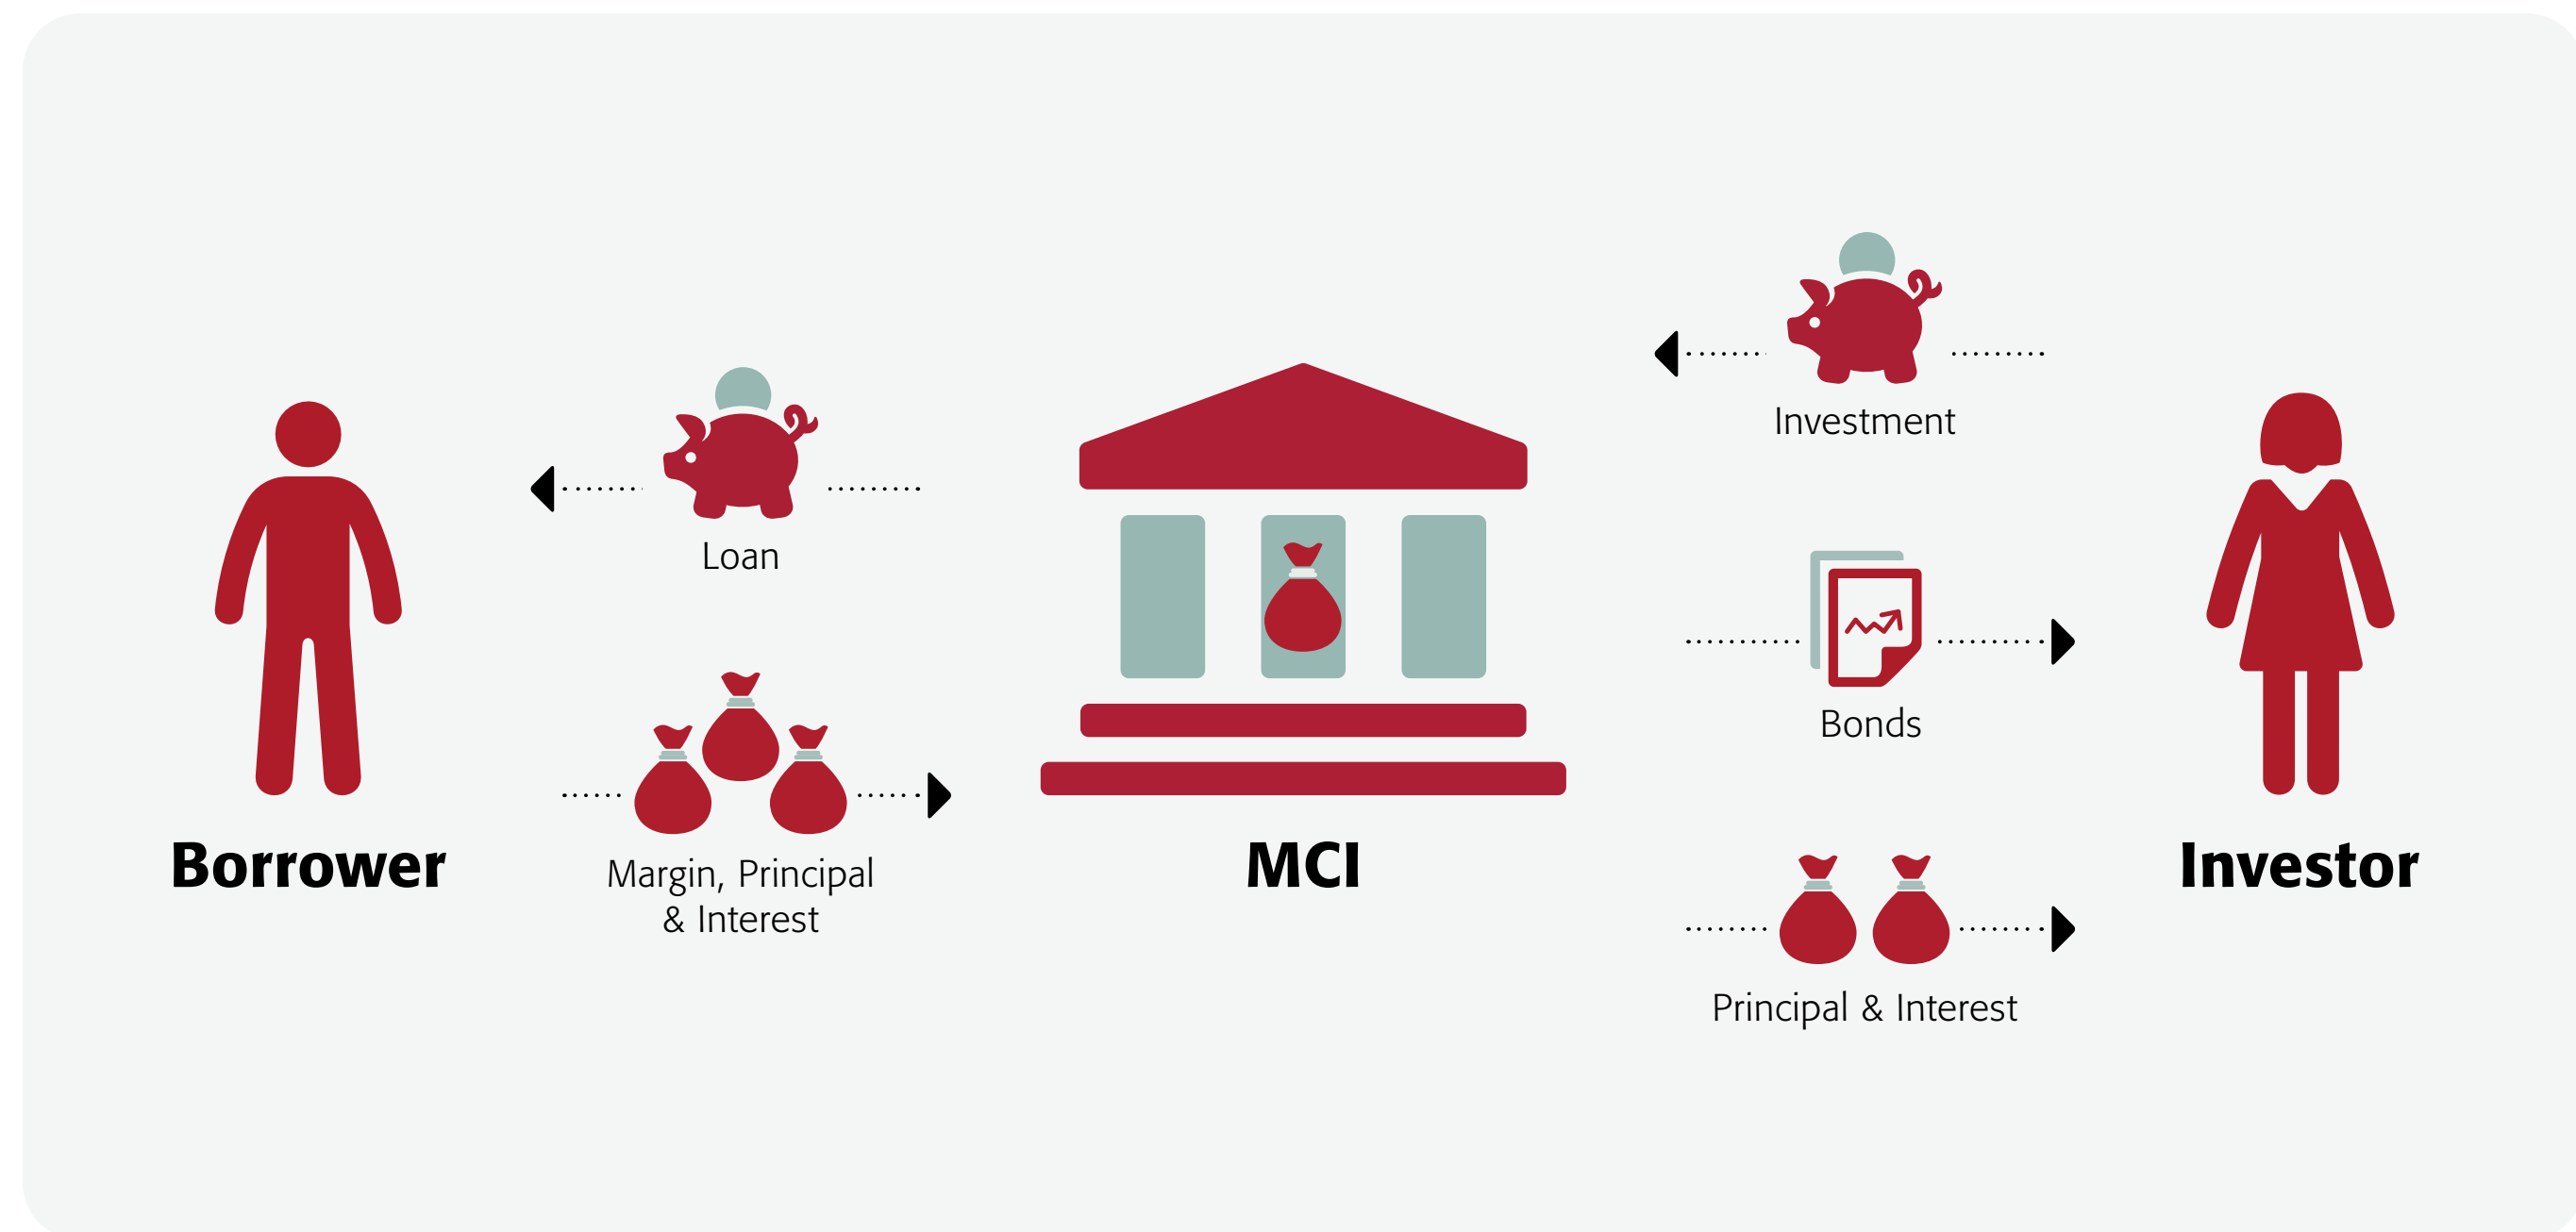 Investment
Loan
Bonds
Borrower
Margin, Principal
& Interest
MCI
Investor
Principal & Interest